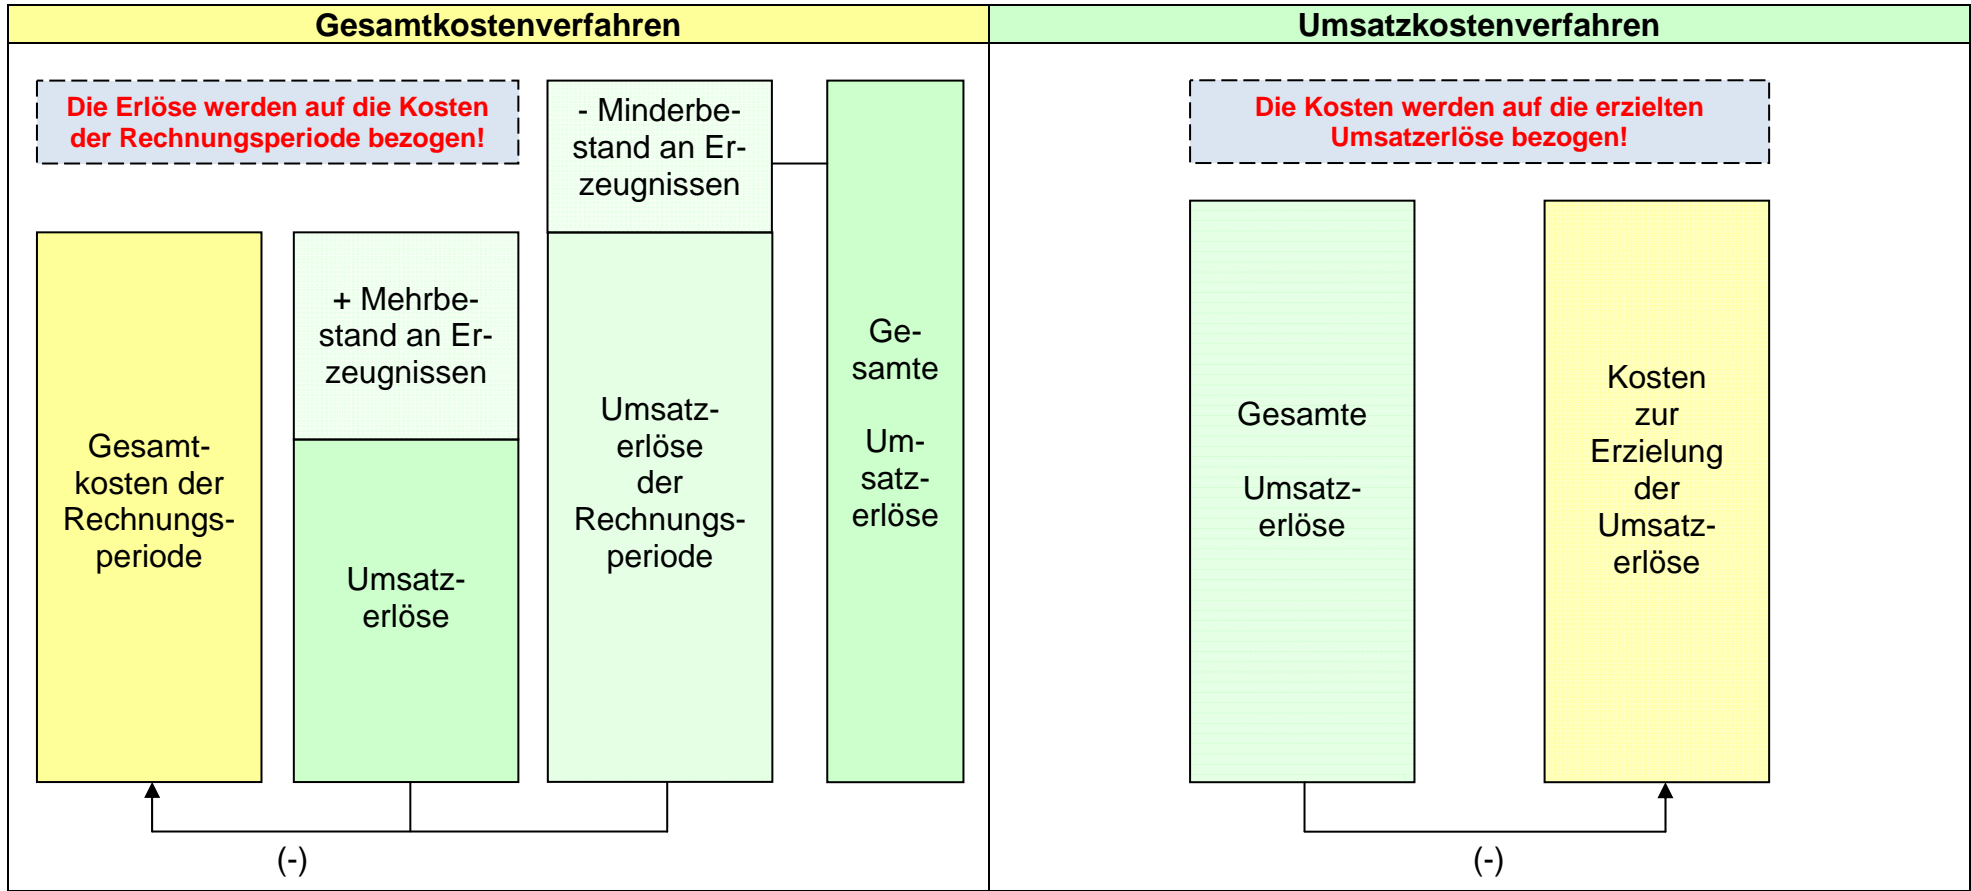 Gesamtkostenverfahren
Die Erlöse werden auf die Kosten
der Rechnungsperiode bezogen!
Gesamt-
kosten der
Rechnungs-
periode
+ Mehrbe-
stand an Er-
zeugnissen
Umsatz-
erlöse
- Minderbe-
stand an Er-
zeugnissen
Umsatz-
erlöse
der
Rechnungs-
periode
Ge-
samte
Um-
satz-
erlöse
(-)
Umsatzkostenverfahren
Die Kosten werden auf die erzielten
Umsatzerlöse bezogen!
Gesamte
Umsatz-
erlöse
Kosten
zur
Erzielung
der
Umsatz-
erlöse
(-)